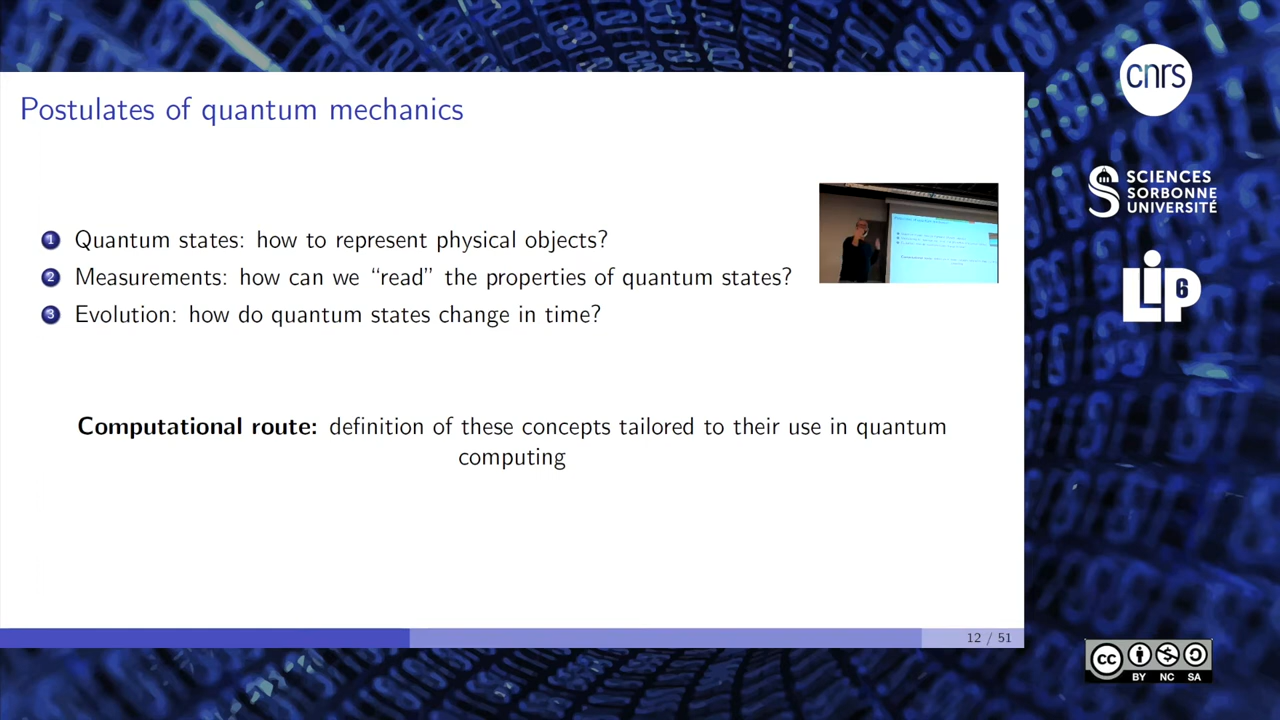 Postulates of quantum mechanics
1 Quantum states: how to represent physical objects?
2 Measurements: how can we “read” the properties of quantum states?
3 Evolution: how do quantum states change in time?
Computational route: definition of these concepts tailored to their use in quantum
computing
12 / 51
cnrs
SCIENCES
SORBONNE
UNIVERSITÉ
LIP6
cc
BY NC SA